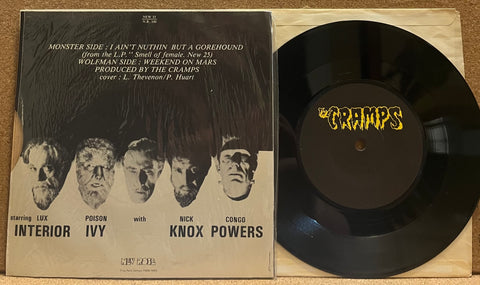 NEW 33
MONSTER SIDE : I AIN'T NUTHIN BUT A GOREHOUND
(from the L.P. " Smell of female. New 25)
WOLFMAN SIDE : WEEKEND ON MARS
PRODUCED BY THE CRAMPS
cover : L. Thevenon/P. Huart
starring LUX POISON with NICK CONGO
INTERIOR IVY KNOX POWERS
NEW ROSE
The CRAMPS